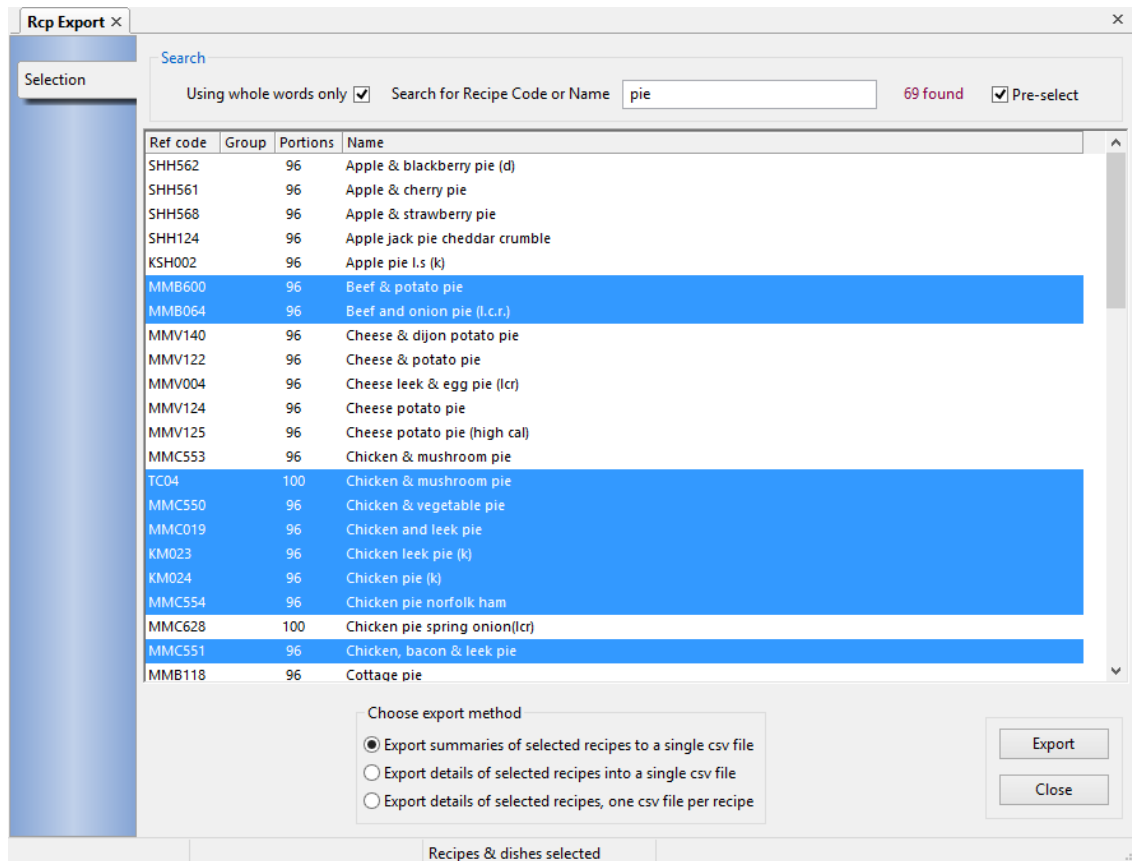 Rcp Export ×
Selection
Search
Using whole words only Search for Recipe Code or Name pie 69 found Pre-select
Ref code Group Portions Name
SHH562 96 Apple & blackberry pie (d)
SHH561 96 Apple & cherry pie
SHH568 96 Apple & strawberry pie
SHH124 96 Apple jack pie cheddar crumble
KSH002 96 Apple pie l.s (k)
MMB600 96 Beef & potato pie
MMB064 96 Beef and onion pie (l.c.r.)
MMV140 96 Cheese & dijon potato pie
MMV122 96 Cheese & potato pie
MMV004 96 Cheese leek & egg pie (lcr)
MMV124 96 Cheese potato pie
MMV125 96 Cheese potato pie (high cal)
MMC553 96 Chicken & mushroom pie
TC04 100 Chicken & mushroom pie
MMC550 96 Chicken & vegetable pie
MMC019 96 Chicken and leek pie
KM023 96 Chicken leek pie (k)
KM024 96 Chicken pie (k)
MMC554 96 Chicken pie norfolk ham
MMC628 100 Chicken pie spring onion(lcr)
MMC551 96 Chicken, bacon & leek pie
MMB118 96 Cottage pie
Choose export method
Export summaries of selected recipes to a single csv file
Export details of selected recipes into a single csv file
Export details of selected recipes, one csv file per recipe
Export
Close
Recipes & dishes selected